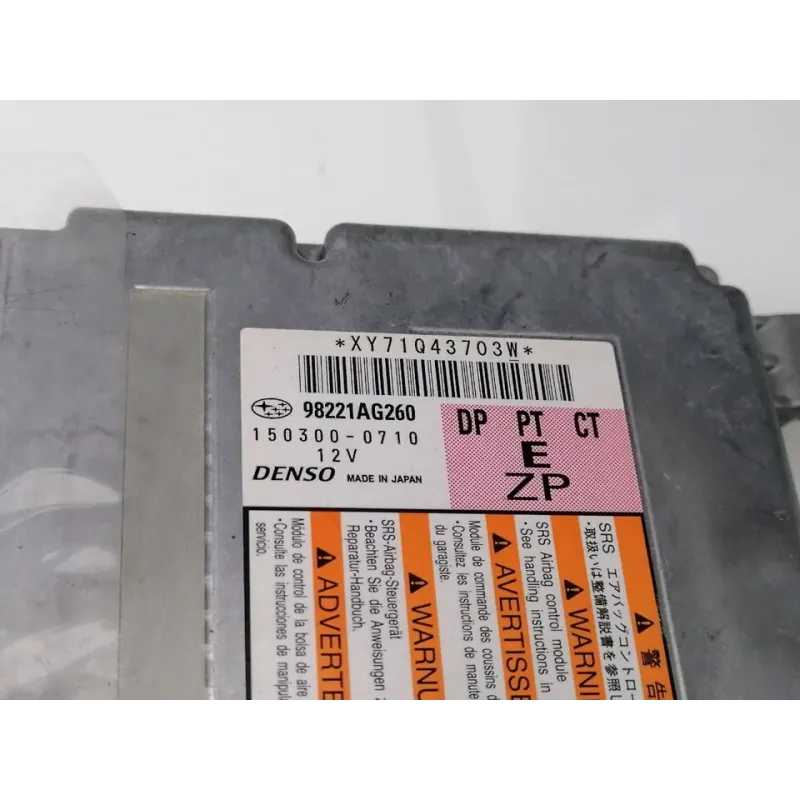 *XY71Q43703W*
98221AG260
150300-0710
12V
DENSO MADE IN JAPAN
DP PT CT
E
ZP
Módulo de control de la bolsa de aire
•Consulte las instrucciones de
servicio.
ADVERTE
SRS-Airbag-Steuergerät
•Beachten Sie die Anweisungen
Reparatur-Handbuch.
WARNU
Module de commande des coussins
•Consultez les instructions de
du garagiste.
AVERTISSE
SRS Airbag control module
•See handling instructions in
WARNI
SRS エアバッグコントロー
•取扱いは整備解説書を参照
警告